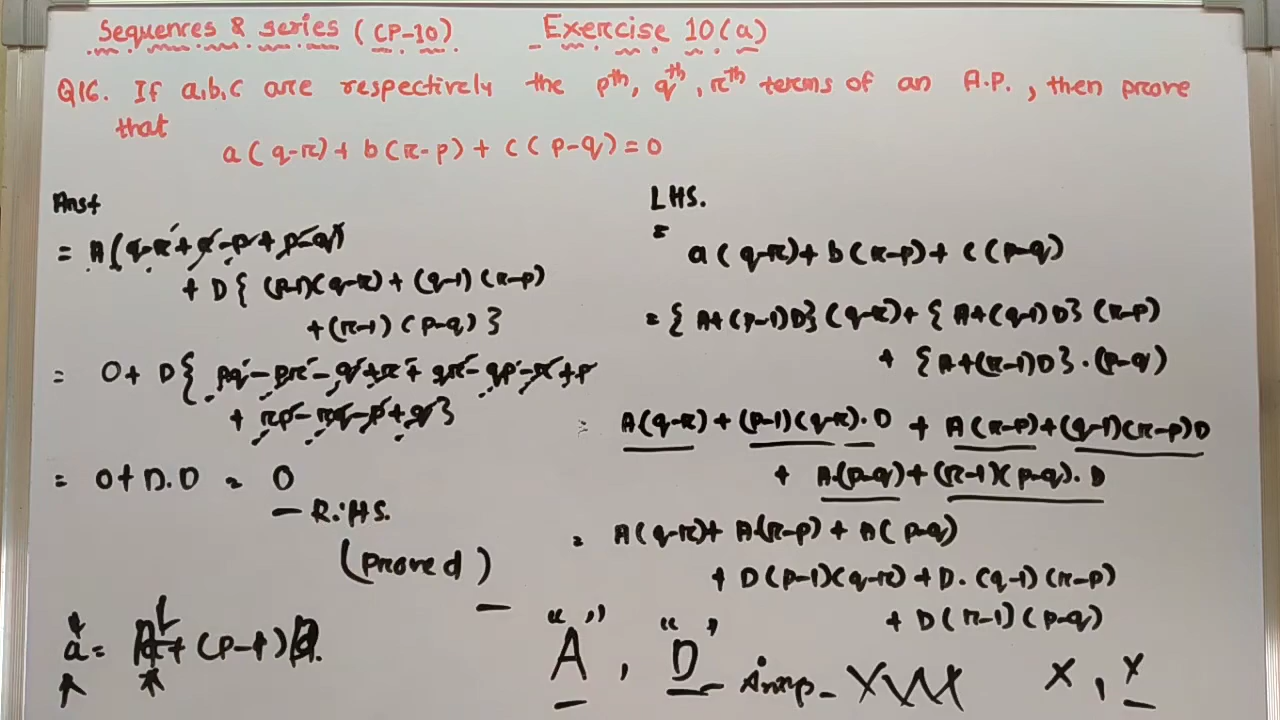 Sequences & series (CP-10) Exercise 10(a)
Q16. If a,b,c are respectively the pth, qth, rth terms of an A.P., then prove
that
a(q-r)+ b(r-p)+ c(p-q)=0
Ans:
= A(q-r+r-p+p-q)
+ D{ (p-1)(q-r)+(q-1)(r-p)
+(r-1)(p-q)}
= 0+ D{ pq-pr-q+r+ qr-qp-r+p
+ rp-rq-p+q}
= 0+D.0 = 0
- R.H.S.
(proved)
a = A+(p-1)D.
LHS.
= a(q-r)+b(r-p)+ c(p-q)
={ A+(p-1)D}(q-r)+{ A+(q-1)D}(r-p)
+ {A+(r-1)D}.(p-q)
= A(q-r)+(p-1)(q-r).D + A(r-p)+(q-1)(r-p)D
+ A.(p-q)+(r-1)(p-q).D
= A(q-r)+ A(r-p)+ A(p-q)
+ D(p-1)(q-r)+D.(q-1)(r-p)
+ D(r-1)(p-q)
"A", "D"
x, x